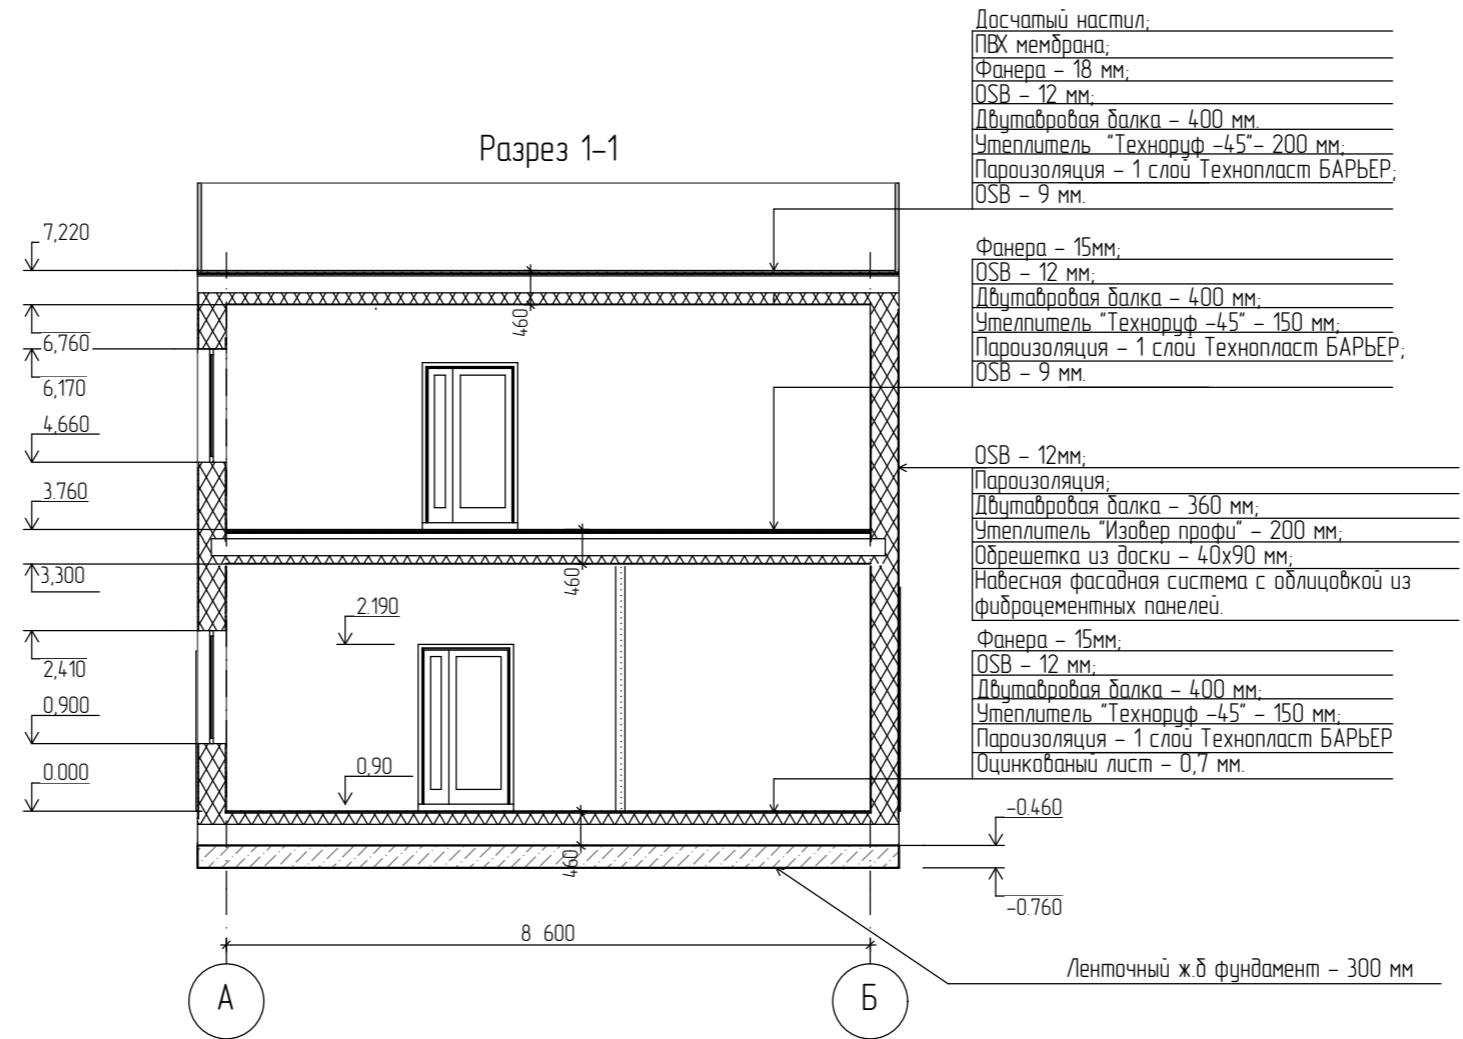 Досчатый настил;
ПВХ мембрана;
Фанера – 18 мм;
OSB – 12 мм;
Двутавровая балка – 400 мм.
Утеплитель "Техноруф -45"- 200 мм;
Пароизоляция – 1 слой Технопласт БАРЬЕР;
OSB – 9 мм.
Разрез 1-1
Фанера – 15мм;
OSB – 12 мм;
Двутавровая балка – 400 мм;
Утелпитель "Техноруф -45" – 150 мм;
Пароизоляция – 1 слой Технопласт БАРЬЕР;
OSB – 9 мм.
OSB – 12мм;
Пароизоляция;
Двутавровая балка – 360 мм;
Утеплитель "Изовер профи" – 200 мм;
Обрешетка из доски – 40х90 мм;
Навесная фасадная система с облицовкой из
фиброцементных панелей.
Фанера – 15мм;
OSB – 12 мм;
Двутавровая балка – 400 мм;
Утеплитель "Техноруф -45" – 150 мм;
Пароизоляция – 1 слой Технопласт БАРЬЕР
Оцинкованый лист – 0,7 мм.
7,220
6,760
6,170
4,660
3.760
3,300
2,410
0,900
0.000
460
460
2.190
0,90
460
-0.460
-0.760
8 600
Ленточный ж.б фундамент – 300 мм
А
Б